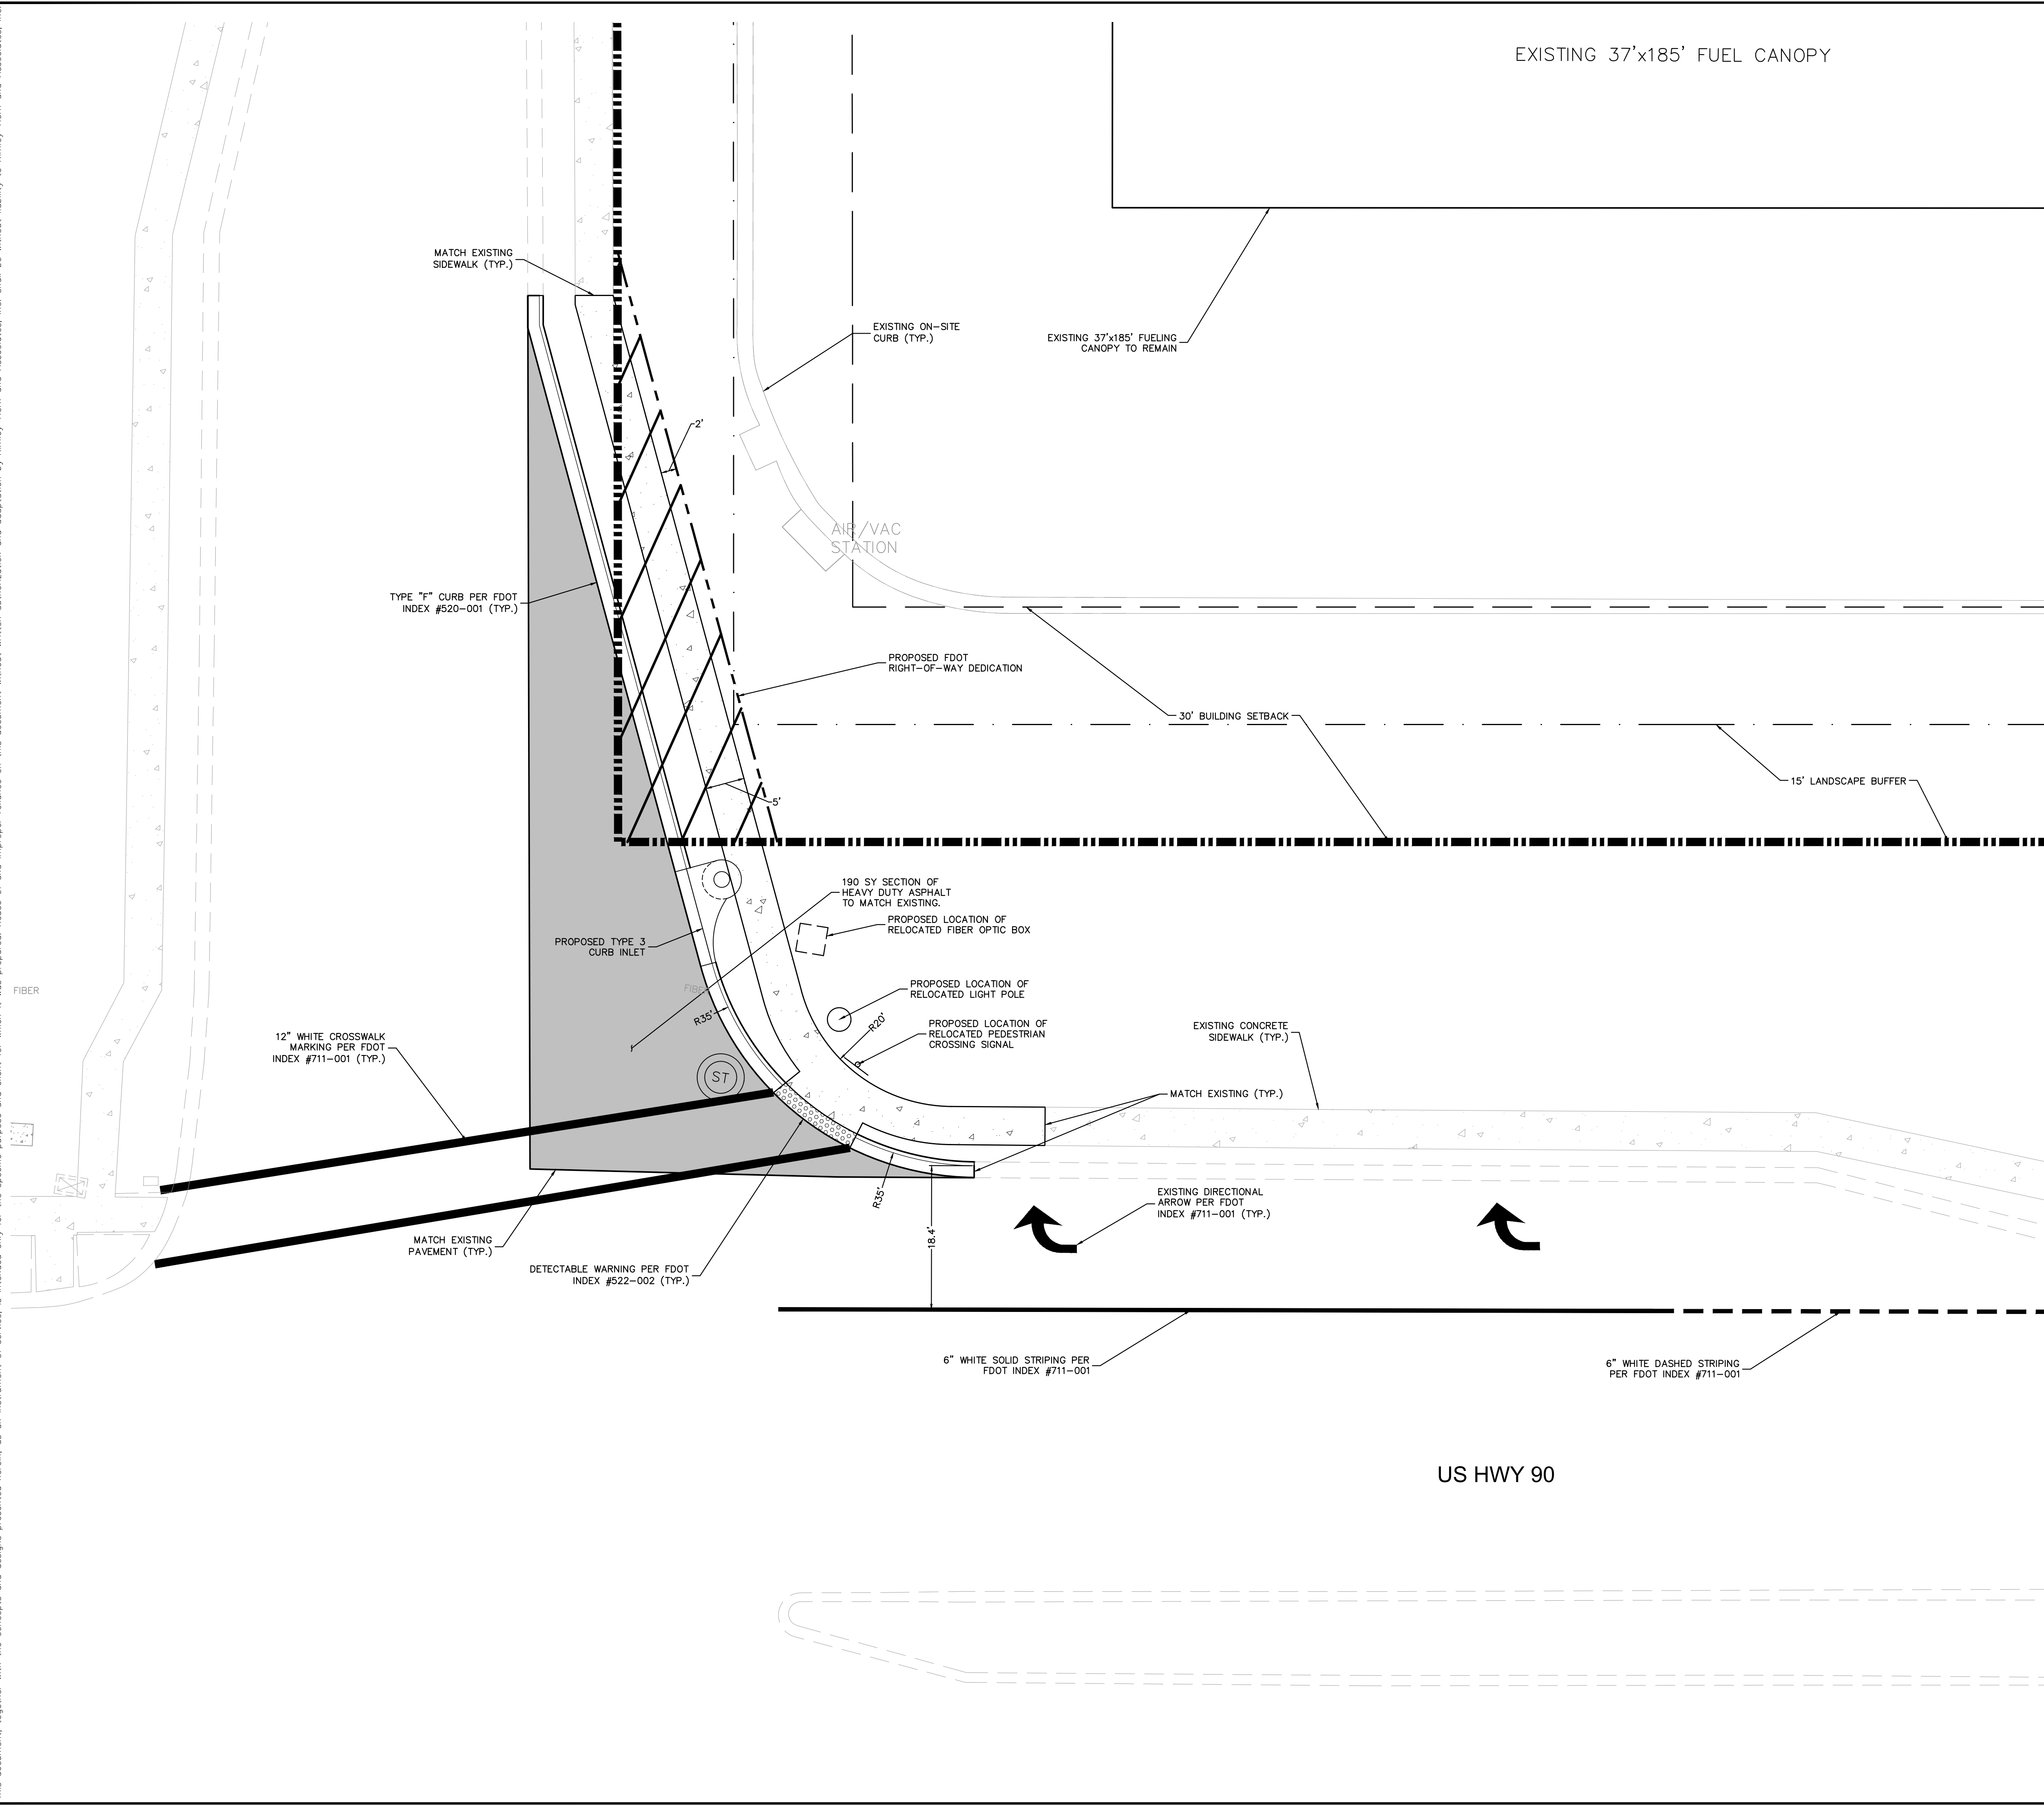 EXISTING 37'x185' FUEL CANOPY
MATCH EXISTING
SIDEWALK (TYP.)
EXISTING ON-SITE
CURB (TYP.)
EXISTING 37'x185' FUELING
CANOPY TO REMAIN
2'
AIR/VAC
STATION
TYPE "F" CURB PER FDOT
INDEX #520-001 (TYP.)
PROPOSED FDOT
RIGHT-OF-WAY DEDICATION
30' BUILDING SETBACK
15' LANDSCAPE BUFFER
5'
190 SY SECTION OF
HEAVY DUTY ASPHALT
TO MATCH EXISTING.
PROPOSED LOCATION OF
RELOCATED FIBER OPTIC BOX
PROPOSED TYPE 3
CURB INLET
FIBER
FIBER
PROPOSED LOCATION OF
RELOCATED LIGHT POLE
R35'
R20'
PROPOSED LOCATION OF
RELOCATED PEDESTRIAN
CROSSING SIGNAL
EXISTING CONCRETE
SIDEWALK (TYP.)
12" WHITE CROSSWALK
MARKING PER FDOT
INDEX #711-001 (TYP.)
ST
MATCH EXISTING (TYP.)
R35'
EXISTING DIRECTIONAL
ARROW PER FDOT
INDEX #711-001 (TYP.)
18.4'
MATCH EXISTING
PAVEMENT (TYP.)
DETECTABLE WARNING PER FDOT
INDEX #522-002 (TYP.)
6" WHITE SOLID STRIPING PER
FDOT INDEX #711-001
6" WHITE DASHED STRIPING
PER FDOT INDEX #711-001
US HWY 90